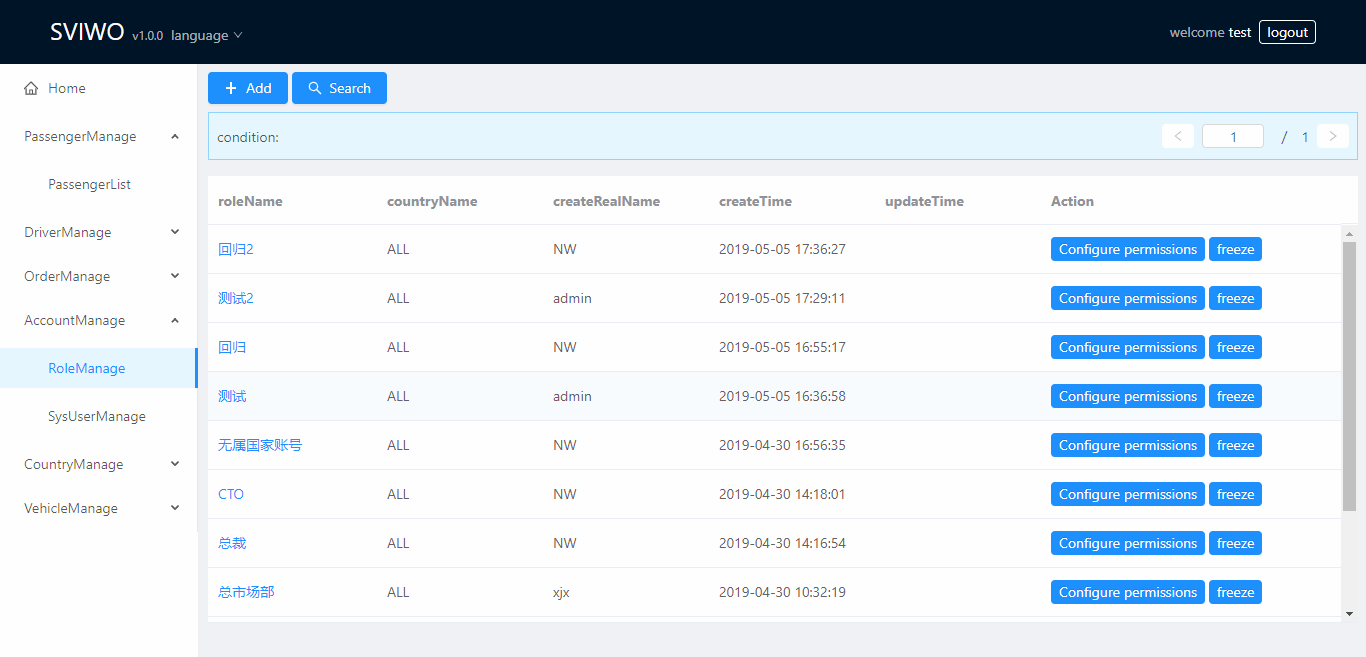 SVIWO v1.0.0 language welcome test logout
Home
PassengerManage
PassengerList
DriverManage
OrderManage
AccountManage
RoleManage
SysUserManage
CountryManage
VehicleManage
Add Search
condition: 1 / 1
roleName countryName createRealName createTime updateTime Action
回归2 ALL NW 2019-05-05 17:36:27 Configure permissions freeze
测试2 ALL admin 2019-05-05 17:29:11 Configure permissions freeze
回归 ALL NW 2019-05-05 16:55:17 Configure permissions freeze
测试 ALL admin 2019-05-05 16:36:58 Configure permissions freeze
无属国家账号 ALL NW 2019-04-30 16:56:35 Configure permissions freeze
CTO ALL NW 2019-04-30 14:18:01 Configure permissions freeze
总裁 ALL NW 2019-04-30 14:16:54 Configure permissions freeze
总市场部 ALL xjx 2019-04-30 10:32:19 Configure permissions freeze